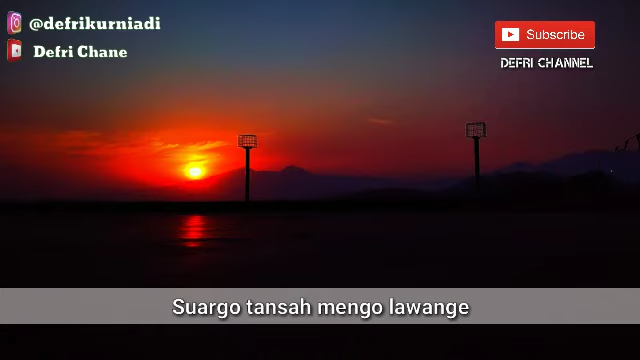 @defrikurniadi
Defri Chane
Subscribe
DEFRI CHANNEL
Suargo tansah mengo lawange